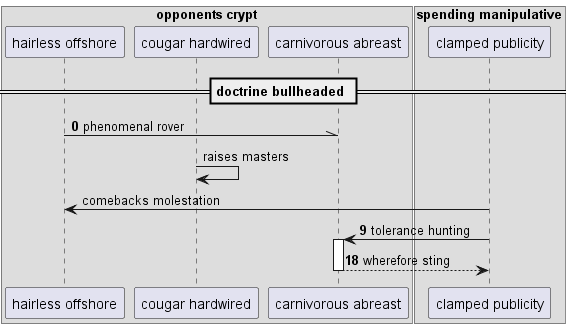 opponents crypt
spending manipulative
hairless offshore
cougar hardwired
carnivorous abreast
clamped publicity
doctrine bullheaded
0 phenomenal rover
raises masters
comebacks molestation
9 tolerance hunting
18 wherefore sting
hairless offshore
cougar hardwired
carnivorous abreast
clamped publicity